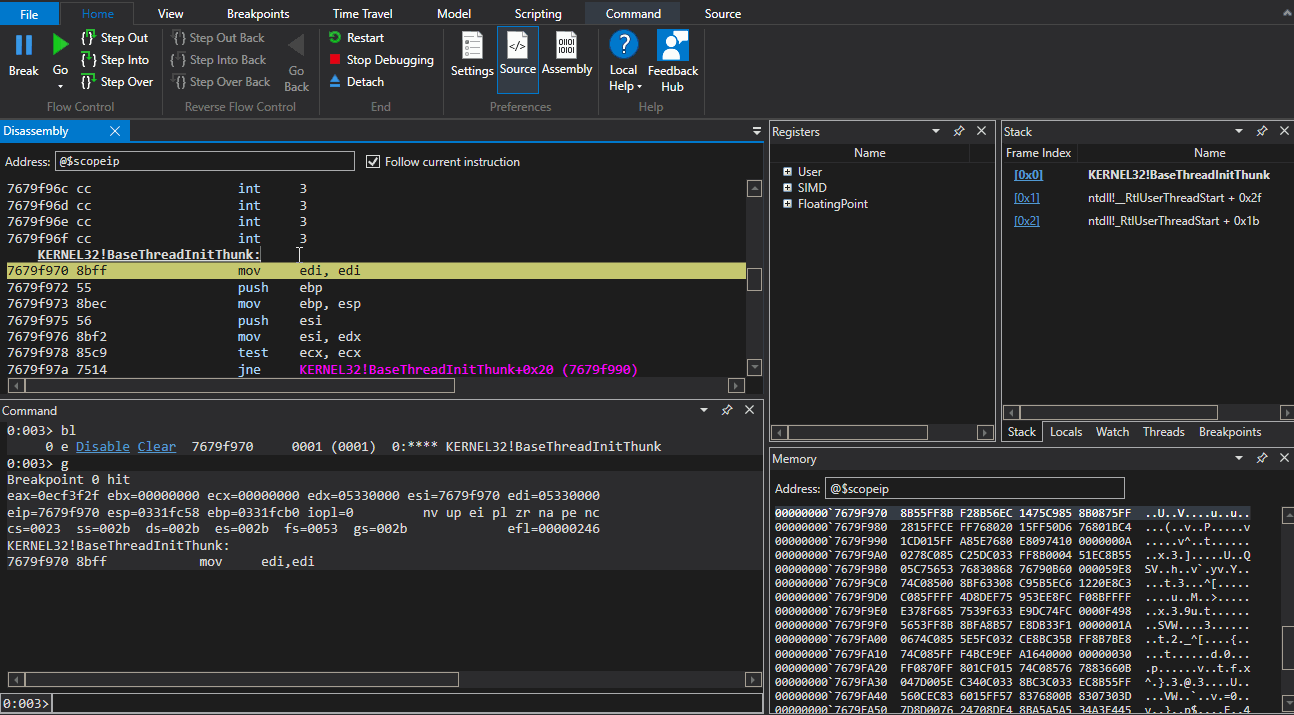 File Home View Breakpoints Time Travel Model Scripting Command Source
Break Go Step Out Step Into Step Over
Flow Control
Step Out Back Step Into Back Step Over Back Go Back
Reverse Flow Control
Restart Stop Debugging Detach
End
Settings Source Assembly
Preferences
Local Help Feedback Hub
Help
Disassembly
Address: @$scopeip Follow current instruction
7679f96c cc int 3
7679f96d cc int 3
7679f96e cc int 3
7679f96f cc int 3
KERNEL32!BaseThreadInitThunk:
7679f970 8bff mov edi, edi
7679f972 55 push ebp
7679f973 8bec mov ebp, esp
7679f975 56 push esi
7679f976 8bf2 mov esi, edx
7679f978 85c9 test ecx, ecx
7679f97a 7514 jne KERNEL32!BaseThreadInitThunk+0x20 (7679f990)
Command
0:003> bl
0 e Disable Clear 7679f970 0001 (0001) 0:**** KERNEL32!BaseThreadInitThunk
0:003> g
Breakpoint 0 hit
eax=0ecf3f2f ebx=00000000 ecx=00000000 edx=05330000 esi=7679f970 edi=05330000
eip=7679f970 esp=0331fc58 ebp=0331fcb0 iopl=0 nv up ei pl zr na pe nc
cs=0023 ss=002b ds=002b es=002b fs=0053 gs=002b efl=00000246
KERNEL32!BaseThreadInitThunk:
7679f970 8bff mov edi,edi
0:003>
Registers
Name
User
SIMD
FloatingPoint
Stack
Frame Index Name
[0x0] KERNEL32!BaseThreadInitThunk
[0x1] ntdll!__RtlUserThreadStart + 0x2f
[0x2] ntdll!_RtlUserThreadStart + 0x1b
Stack Locals Watch Threads Breakpoints
Memory
Address: @$scopeip
00000000`7679F970 8B55FF8B F28B56EC 1475C985 8B0875FF ..U..V....u..u..
00000000`7679F980 2815FFCE FF768020 15FF50D6 76801BC4 ...(..v..P.....v
00000000`7679F990 1CD015FF A85E7680 E8097410 0000000A .....v^..t......
00000000`7679F9A0 0278C085 C25DC033 FF8B0004 51EC8B55 ..x.3.].....U..Q
00000000`7679F9B0 05C75653 76830868 76790B60 000059E8 SV..h..v`.yv.Y..
00000000`7679F9C0 74C08500 8BF63308 C95B5EC6 1220E8C3 ...t.3...^[.....
00000000`7679F9D0 C085FFFF 4D8DEF75 953EE8FC F08BFFFF ....u..M..>.....
00000000`7679F9E0 E378F685 7539F633 E9DC74FC 0000F498 ..x.3.9u.t......
00000000`7679F9F0 5653FF8B 8BFA8B57 E8DB33F1 0000001A ..SVW....3......
00000000`7679FA00 0674C085 5E5FC032 CE8BC35B FF8B7BE8 ..t.2._^[....{..
00000000`7679FA10 74C085FF F4BCE9EF A1640000 00000030 ...t......d.0...
00000000`7679FA20 FF0870FF 801CF015 74C08576 7883660B .p......v..t.f.x
00000000`7679FA30 047D005E C340C033 8BC3C033 EC8B55FF ^.}.3.@.3....U..
00000000`7679FA40 560CEC83 6015FF57 8376800B 8307303D ...VW..`..v.=0..